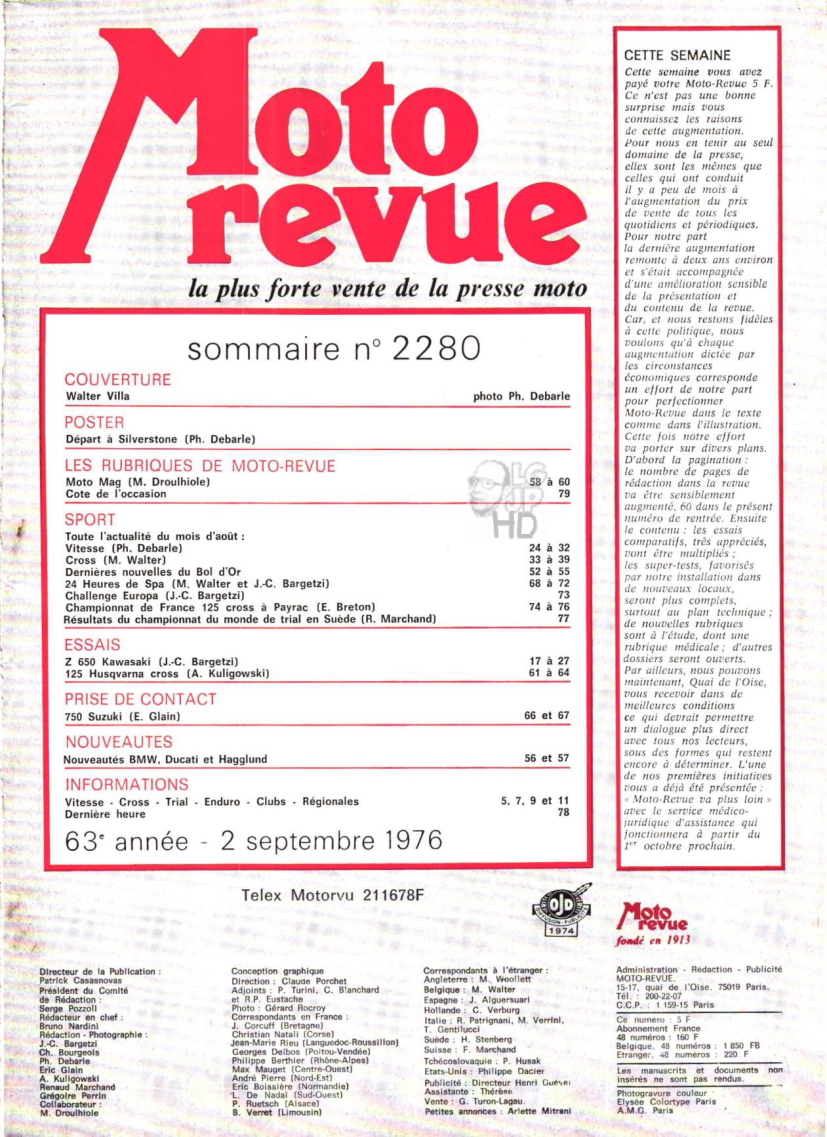 Moto
revue
la plus forte vente de la presse moto
sommaire n° 2280
COUVERTURE
Walter Villa photo Ph. Debarle
POSTER
Départ à Silverstone (Ph. Debarle)
LES RUBRIQUES DE MOTO-REVUE
Moto Mag (M. Droulhiole) 58 à 60
Cote de l'occasion 79
LG
JP
HD
SPORT
Toute l'actualité du mois d'août :
Vitesse (Ph. Debarle) 24 à 32
Cross (M. Walter) 33 à 39
Dernières nouvelles du Bol d'Or 52 à 55
24 Heures de Spa (M. Walter et J.-C. Bargetzi) 68 à 72
Challenge Europa (J.-C. Bargetzi) 73
Championnat de France 125 cross à Payrac (E. Breton) 74 à 76
Résultats du championnat du monde de trial en Suède (R. Marchand) 77
ESSAIS
Z 650 Kawasaki (J.-C. Bargetzi) 17 à 27
125 Husqvarna cross (A. Kuligowski) 61 à 64
PRISE DE CONTACT
750 Suzuki (E. Glain) 66 et 67
NOUVEAUTES
Nouveautés BMW, Ducati et Hagglund 56 et 57
INFORMATIONS
Vitesse - Cross - Trial - Enduro - Clubs - Régionales 5, 7, 9 et 11
Dernière heure 78
63e année - 2 septembre 1976
CETTE SEMAINE
Cette semaine vous avez
payé votre Moto-Revue 5 F.
Ce n'est pas une bonne
surprise mais vous
connaissez les raisons
de cette augmentation.
Pour nous en tenir au seul
domaine de la presse,
elles sont les mêmes que
celles qui ont conduit
il y a peu de mois à
l'augmentation du prix
de vente de tous les
quotidiens et périodiques.
Pour notre part
la dernière augmentation
remonte à deux ans environ
et s'était accompagnée
d'une amélioration sensible
de la présentation et
du contenu de la revue.
Car, et nous restons fidèles
à cette politique, nous
voulons qu'à chaque
augmentation dictée par
les circonstances
économiques corresponde
un effort de notre part
pour perfectionner
Moto-Revue dans le texte
comme dans l'illustration.
Cette fois notre effort
va porter sur divers plans.
D'abord la pagination :
le nombre de pages de
rédaction dans la revue
va être sensiblement
augmenté, 60 dans le présent
numéro de rentrée. Ensuite
le contenu : les essais
comparatifs, très appréciés,
vont être multipliés ;
les super-tests, favorisés
par notre installation dans
de nouveaux locaux,
seront plus complets,
surtout au plan technique ;
de nouvelles rubriques
sont à l'étude, dont une
rubrique médicale ; d'autres
dossiers seront ouverts.
Par ailleurs, nous pouvons
maintenant, Quai de l'Oise,
vous recevoir dans de
meilleures conditions
ce qui devrait permettre
un dialogue plus direct
avec tous nos lecteurs,
sous des formes qui restent
encore à déterminer. L'une
de nos premières initiatives
vous a déjà été présentée :
« Moto-Revue va plus loin »
avec le service médico-
juridique d'assistance qui
fonctionnera à partir du
1er octobre prochain.
Telex Motorvu 211678F
OJD
DIFFUSION CONTROLE
1974
Moto
revue
fondé en 1913
Directeur de la Publication :
Patrick Casasnovas
Président du Comité
de Rédaction :
Serge Pozzoli
Rédacteur en chef :
Bruno Nardini
Rédaction - Photographie :
J.-C. Bargetzi
Ch. Bourgeois
Ph. Debarle
Eric Glain
A. Kuligowski
Renaud Marchand
Grégoire Perrin
Collaborateur :
M. Droulhiole
Conception graphique
Direction : Claude Porchet
Adjoints : P. Turini, C. Blanchard
et R.P. Eustache
Photo : Gérard Rocroy
Correspondants en France :
J. Corcuff (Bretagne)
Christian Natali (Corse)
Jean-Marie Rieu (Languedoc-Roussillon)
Georges Delbos (Poitou-Vendée)
Philippe Berthier (Rhône-Alpes)
Max Mauget (Centre-Ouest)
André Pierre (Nord-Est)
Eric Boissière (Normandie)
L. De Nadaï (Sud-Ouest)
P. Ruetsch (Alsace)
B. Verret (Limousin)
Correspondants à l'étranger :
Angleterre : M. Woollett
Belgique : M. Walter
Espagne : J. Alguersuari
Hollande : C. Verburg
Italie : R. Patrignani, M. Verrini,
T. Gentilucci
Suède : H. Stenberg
Suisse : F. Marchand
Tchécoslovaquie : P. Husak
Etats-Unis : Philippe Dacier
Publicité : Directeur Henri
Assistante : Thérèse
Vente : G. Turon-Lagau.
Petites annonces : Arlette Mitrani
Administration - Rédaction - Publicité
MOTO-REVUE.
15-17, quai de l'Oise. 75019 Paris.
Tél. : 200-22-07
C.C.P. : 1 159-15 Paris
Ce numéro : 5 F
Abonnement France
48 numéros : 160 F
Belgique, 48 numéros : 1 850 FB
Etranger, 48 numéros : 220 F
Les manuscrits et documents non
insérés ne sont pas rendus.
Photogravure couleur :
Elysée Colortype Paris
A.M.G. Paris